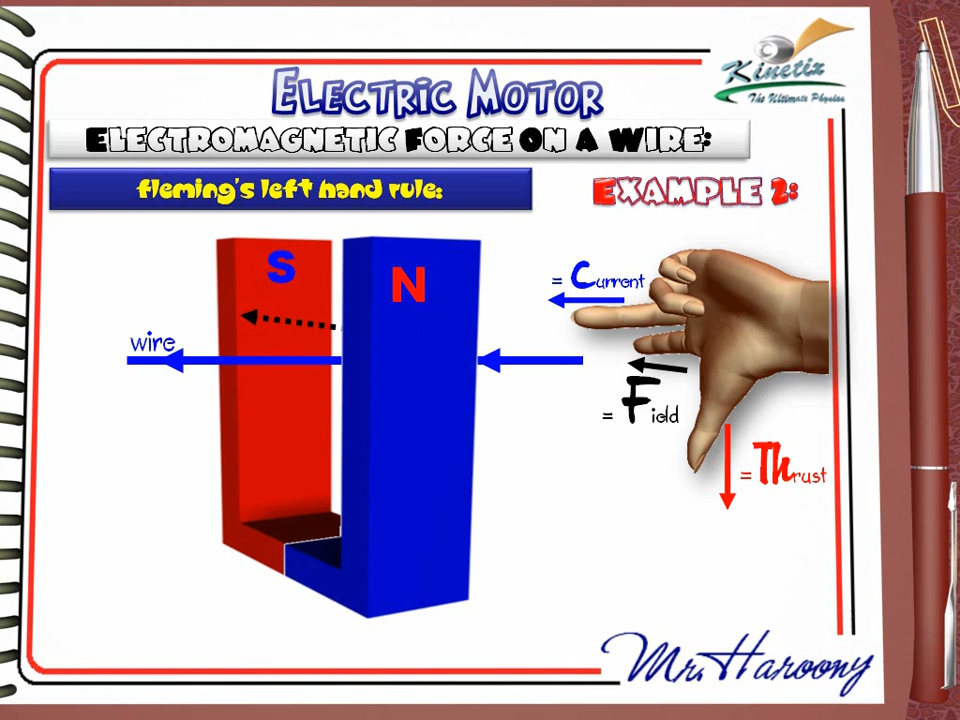 © Kinetix
The Ultimate Physics
Electric Motor
Electromagnetic Force on a Wire:
fleming's left hand rule:
Example 2:
S
N
wire
= Current
= Field
= Thrust
Mr. Haroony